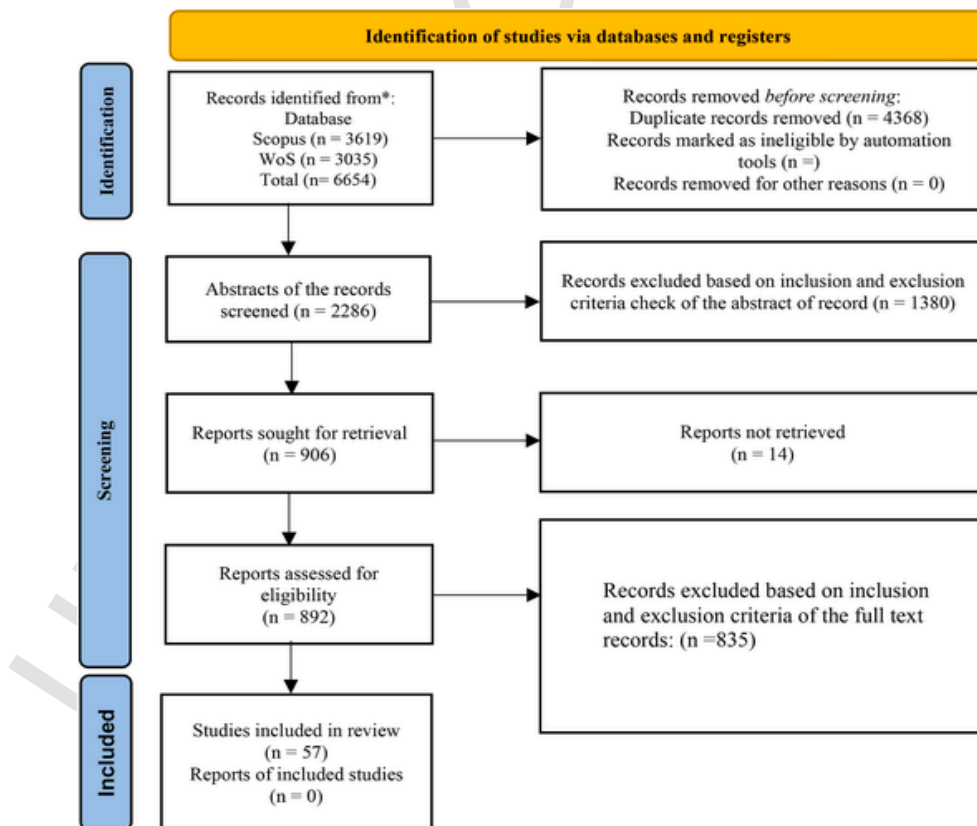 Identification of studies via databases and registers
Identification
Records identified from*:
Database
Scopus (n = 3619)
WoS (n = 3035)
Total (n= 6654)
Records removed before screening:
Duplicate records removed (n = 4368)
Records marked as ineligible by automation
tools (n =)
Records removed for other reasons (n = 0)
Screening
Abstracts of the records
screened (n = 2286)
Records excluded based on inclusion and exclusion
criteria check of the abstract of record (n = 1380)
Reports sought for retrieval
(n = 906)
Reports not retrieved
(n = 14)
Reports assessed for
eligibility
(n = 892)
Records excluded based on inclusion
and exclusion criteria of the full text
records: (n =835)
Included
Studies included in review
(n = 57)
Reports of included studies
(n = 0)